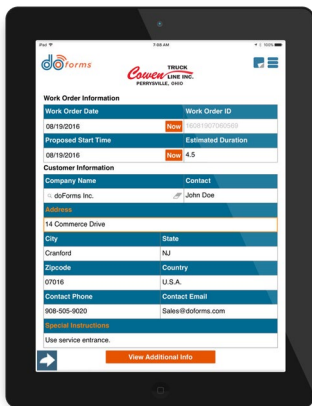 iPad 7:58 AM 100%
doforms
Cowen TRUCK LINE INC.
PERRYSVILLE, OHIO
Work Order Information
Work Order Date Work Order ID
08/19/2016 Now
Proposed Start Time Estimated Duration
08/19/2016 Now 4.5
Customer Information
Company Name Contact
doForms Inc. John Doe
Address
14 Commerce Drive
City State
Cranford NJ
Zipcode Country
07016 U.S.A.
Contact Phone Contact Email
908-505-9020 Sales@doforms.com
Special Instructions
Use service entrance.
View Additional Info